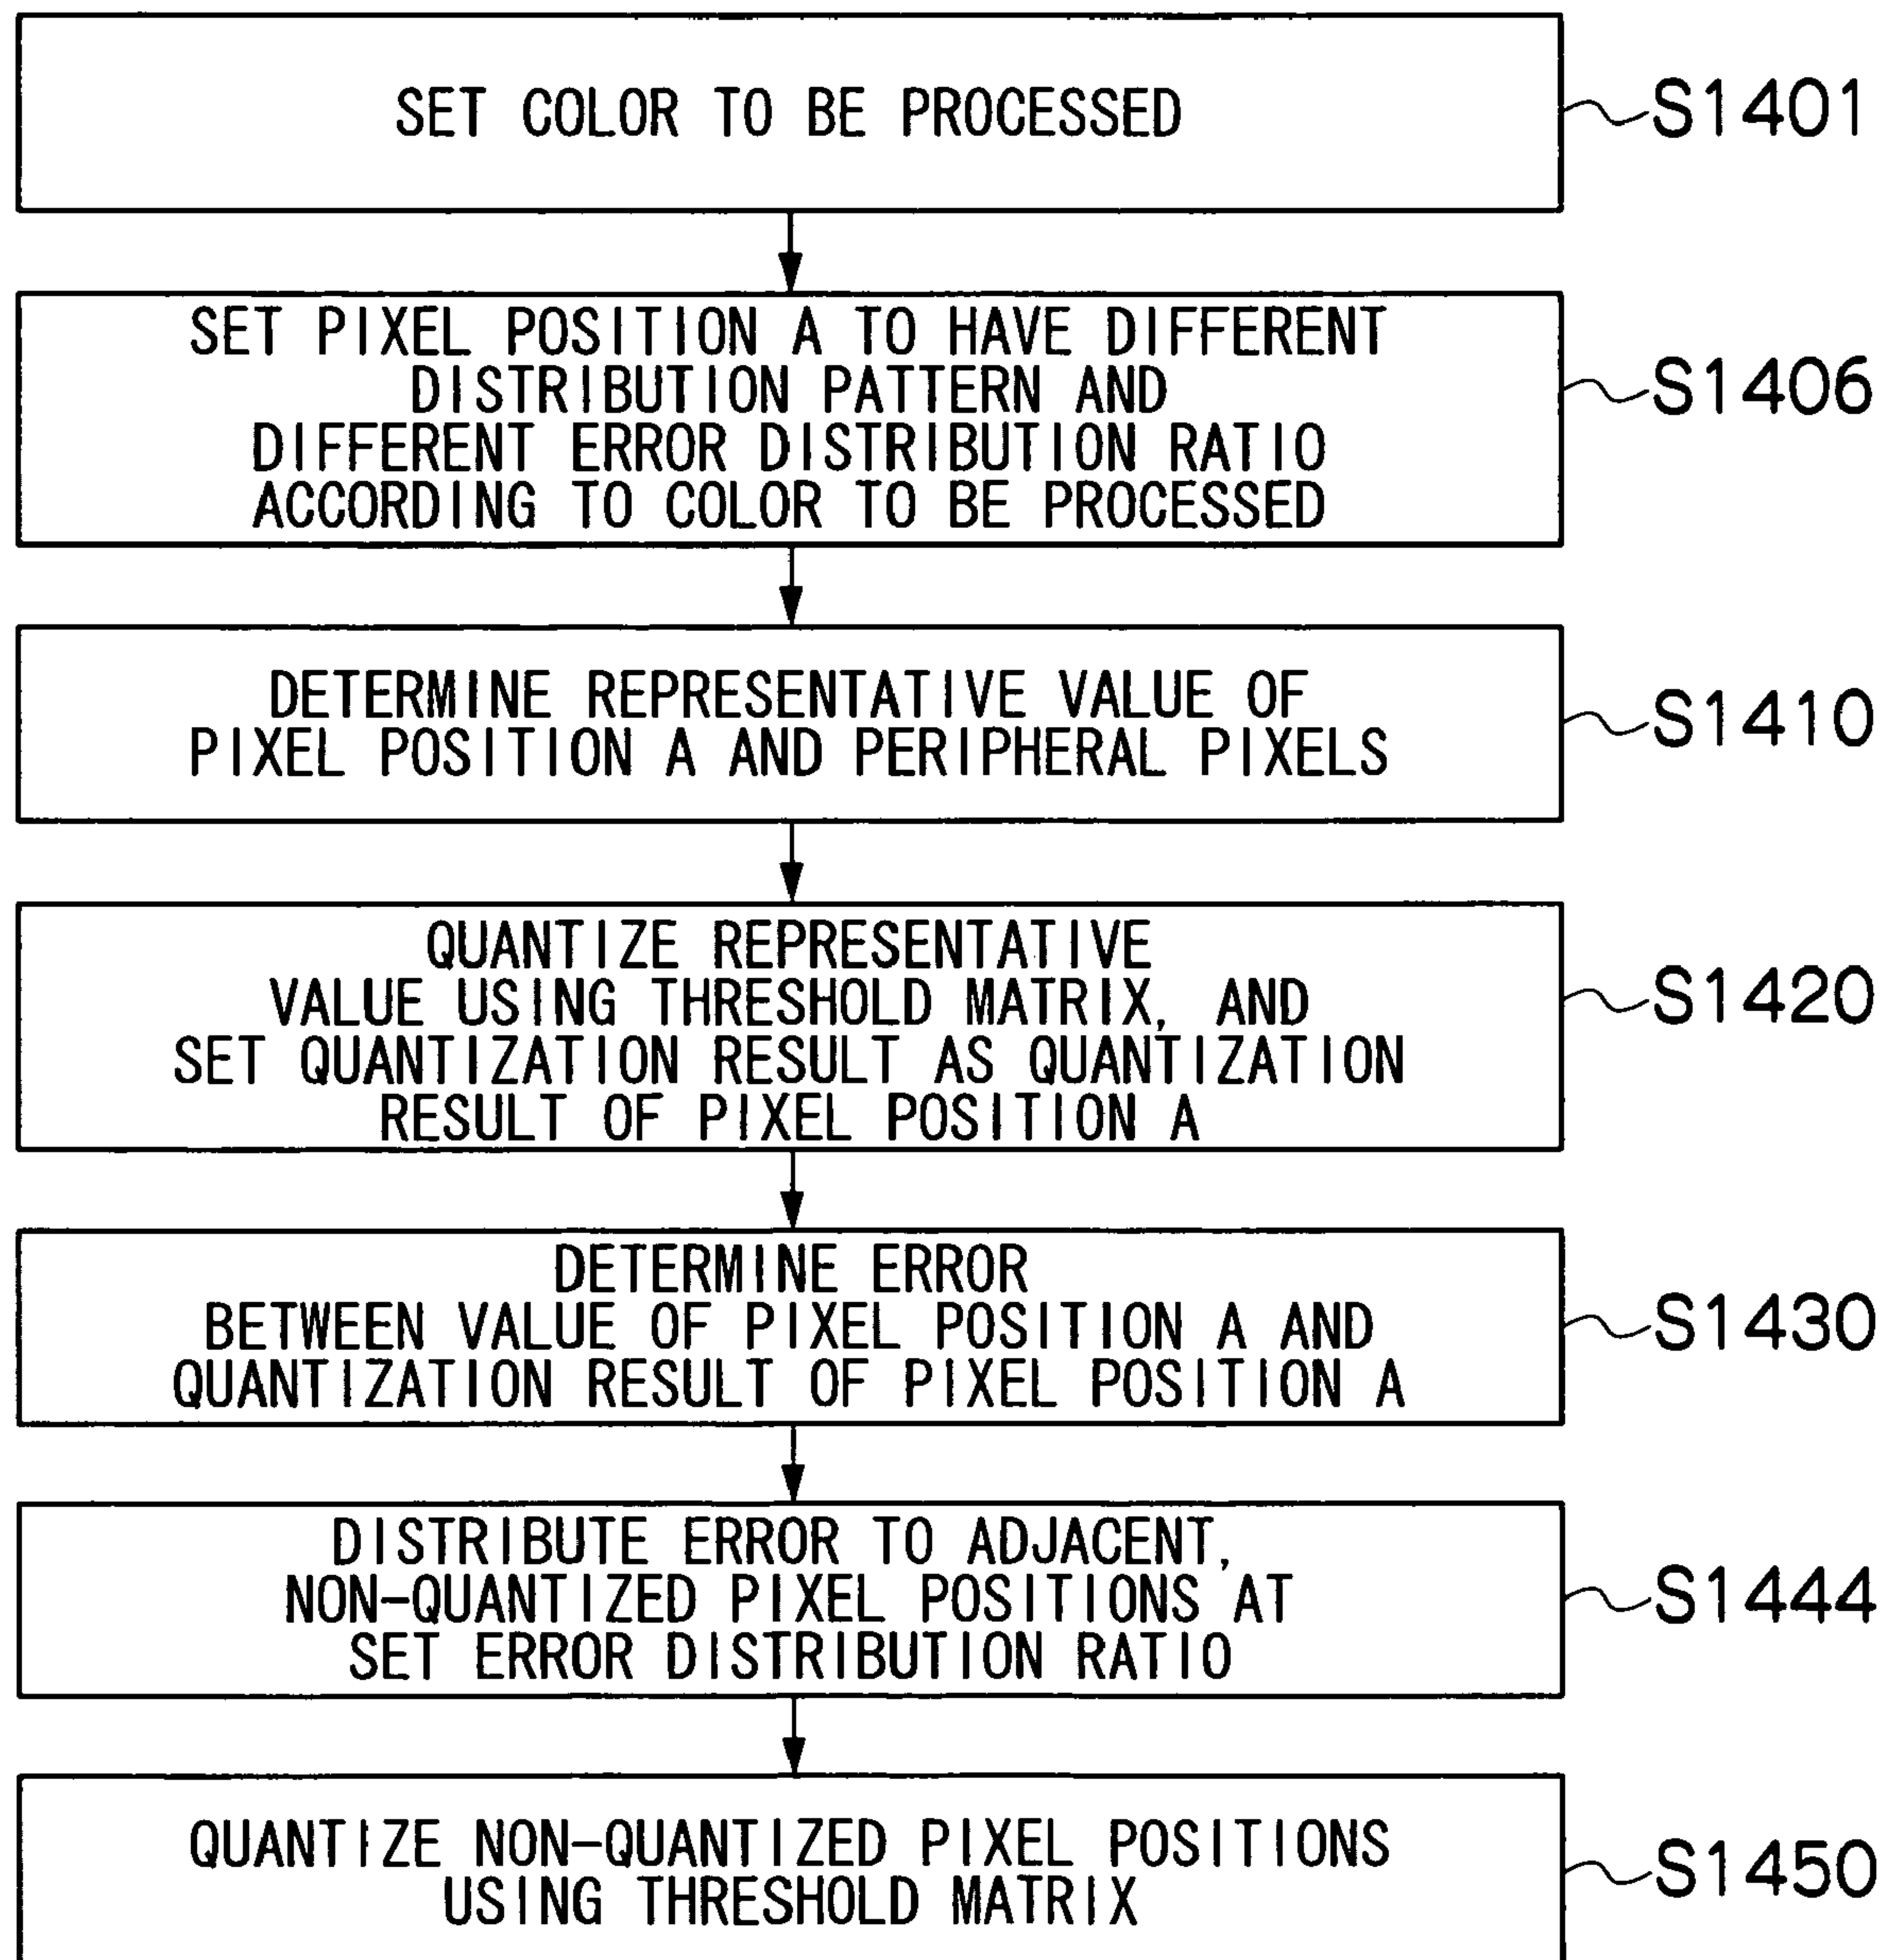 SET COLOR TO BE PROCESSED
S1401
SET PIXEL POSITION A TO HAVE DIFFERENT
DISTRIBUTION PATTERN AND
DIFFERENT ERROR DISTRIBUTION RATIO
ACCORDING TO COLOR TO BE PROCESSED
S1406
DETERMINE REPRESENTATIVE VALUE OF
PIXEL POSITION A AND PERIPHERAL PIXELS
S1410
QUANTIZE REPRESENTATIVE
VALUE USING THRESHOLD MATRIX, AND
SET QUANTIZATION RESULT AS QUANTIZATION
RESULT OF PIXEL POSITION A
S1420
DETERMINE ERROR
BETWEEN VALUE OF PIXEL POSITION A AND
QUANTIZATION RESULT OF PIXEL POSITION A
S1430
DISTRIBUTE ERROR TO ADJACENT,
NON-QUANTIZED PIXEL POSITIONS AT
SET ERROR DISTRIBUTION RATIO
S1444
QUANTIZE NON-QUANTIZED PIXEL POSITIONS
USING THRESHOLD MATRIX
S1450